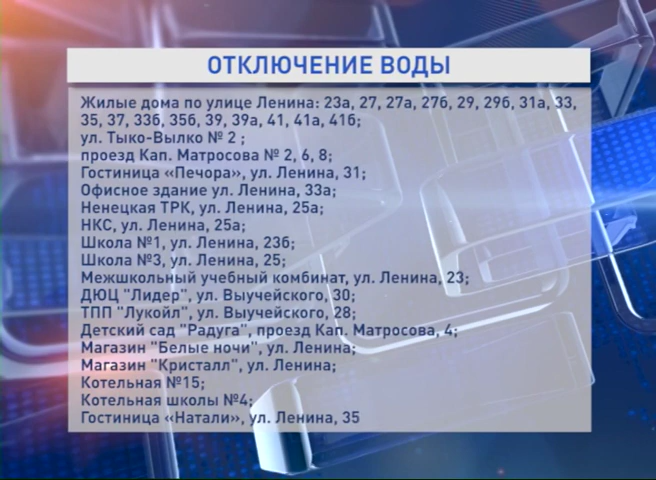 ОТКЛЮЧЕНИЕ ВОДЫ
Жилые дома по улице Ленина: 23а, 27, 27а, 27б, 29, 29б, 31а, 33,
35, 37, 33б, 35б, 39, 39а, 41, 41а, 41б;
ул. Тыко-Вылко № 2 ;
проезд Кап. Матросова № 2, 6, 8;
Гостиница «Печора», ул. Ленина, 31;
Офисное здание ул. Ленина, 33а;
Ненецкая ТРК, ул. Ленина, 25а;
НКС, ул. Ленина, 25а;
Школа №1, ул. Ленина, 23б;
Школа №3, ул. Ленина, 25;
Межшкольный учебный комбинат, ул. Ленина, 23;
ДЮЦ "Лидер", ул. Выучейского, 30;
ТПП "Лукойл", ул. Выучейского, 28;
Детский сад "Радуга", проезд Кап. Матросова, 4;
Магазин "Белые ночи", ул. Ленина;
Магазин "Кристалл", ул. Ленина;
Котельная №15;
Котельная школы №4;
Гостиница «Натали», ул. Ленина, 35